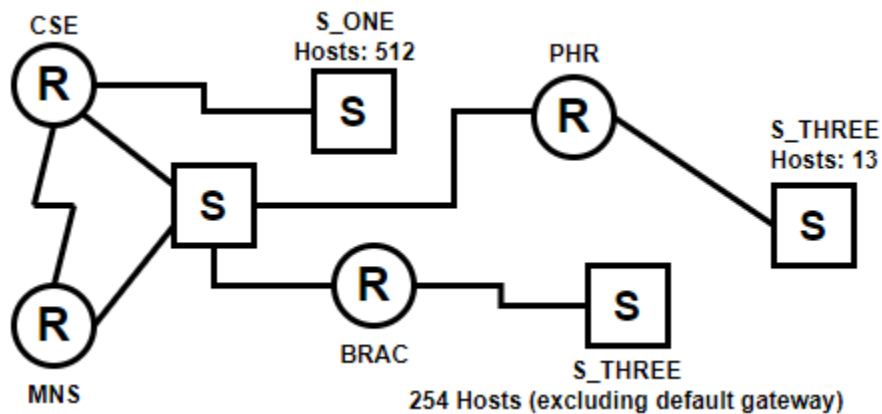 CSE
S_ONE
Hosts: 512
PHR
R
S
R
S_THREE
Hosts: 13
S
S
R
S
R
BRAC
S_THREE
MNS
254 Hosts (excluding default gateway)